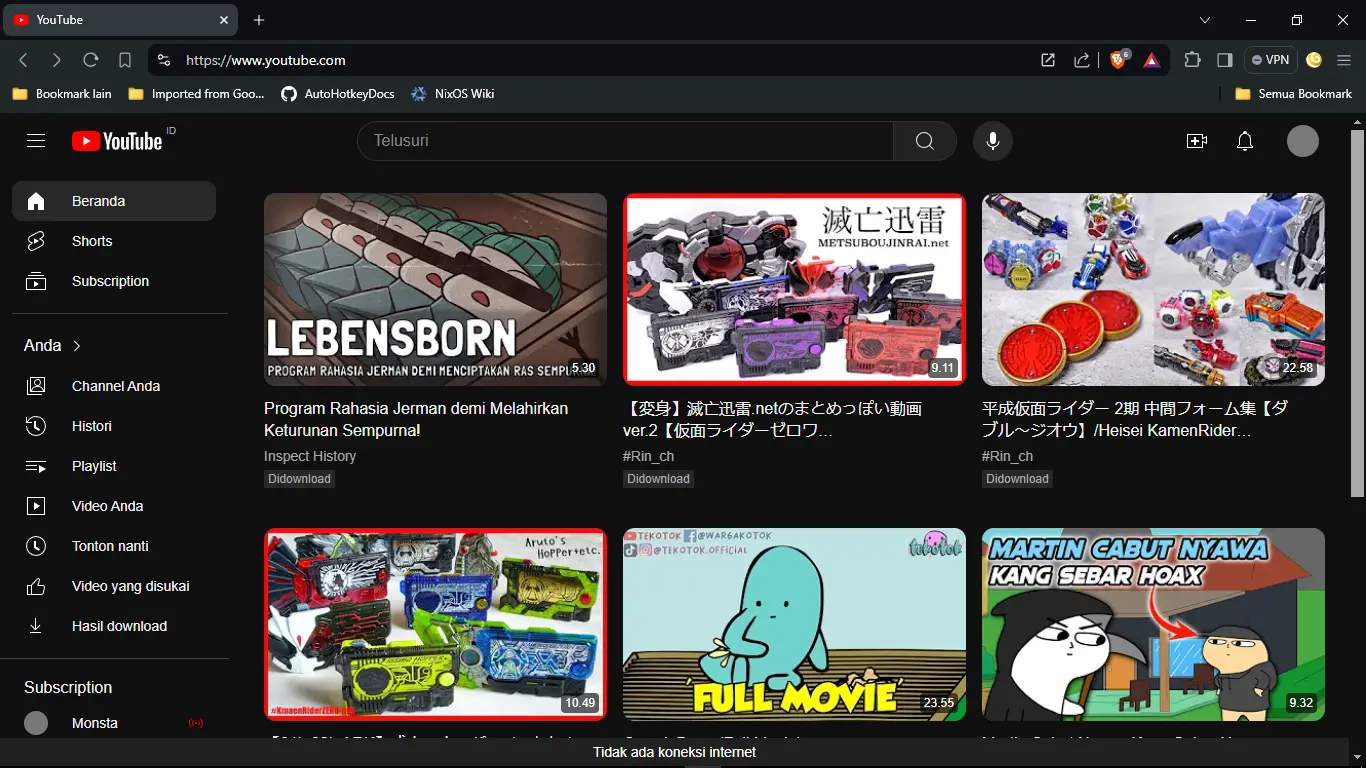 YouTube
https://www.youtube.com
6
VPN
Bookmark lain
Imported from Goo...
AutoHotkeyDocs
NixOS Wiki
Semua Bookmark
YouTube ID
Telusuri
Beranda
Shorts
Subscription
Anda
Channel Anda
Histori
Playlist
Video Anda
Tonton nanti
Video yang disukai
Hasil download
Subscription
Monsta
LEBENSBORN
PROGRAM RAHASIA JERMAN DEMI MENCIPTAKAN RAS
5.30
Program Rahasia Jerman demi Melahirkan
Keturunan Sempurna!
Inspect History
Didownload
滅亡迅雷
METSUBOUJINRAI.net
9.11
【変身】滅亡迅雷.netのまとめっぽい動画
ver.2【仮面ライダーゼロワ...
#Rin_ch
Didownload
22.58
平成仮面ライダー 2期 中間フォーム集【ダ
ブル〜ジオウ】/Heisei KamenRider...
#Rin_ch
Didownload
Aruto's
Hopper+etc.
10.49
TEKOTOK @WARGAKOTOK
@TEKOTOK.OFFICIAL
tekotok
'FULL MOVIE'
23.55
MARTIN CABUT NYAWA
KANG SEBAR HOAX
9.32
Tidak ada koneksi internet